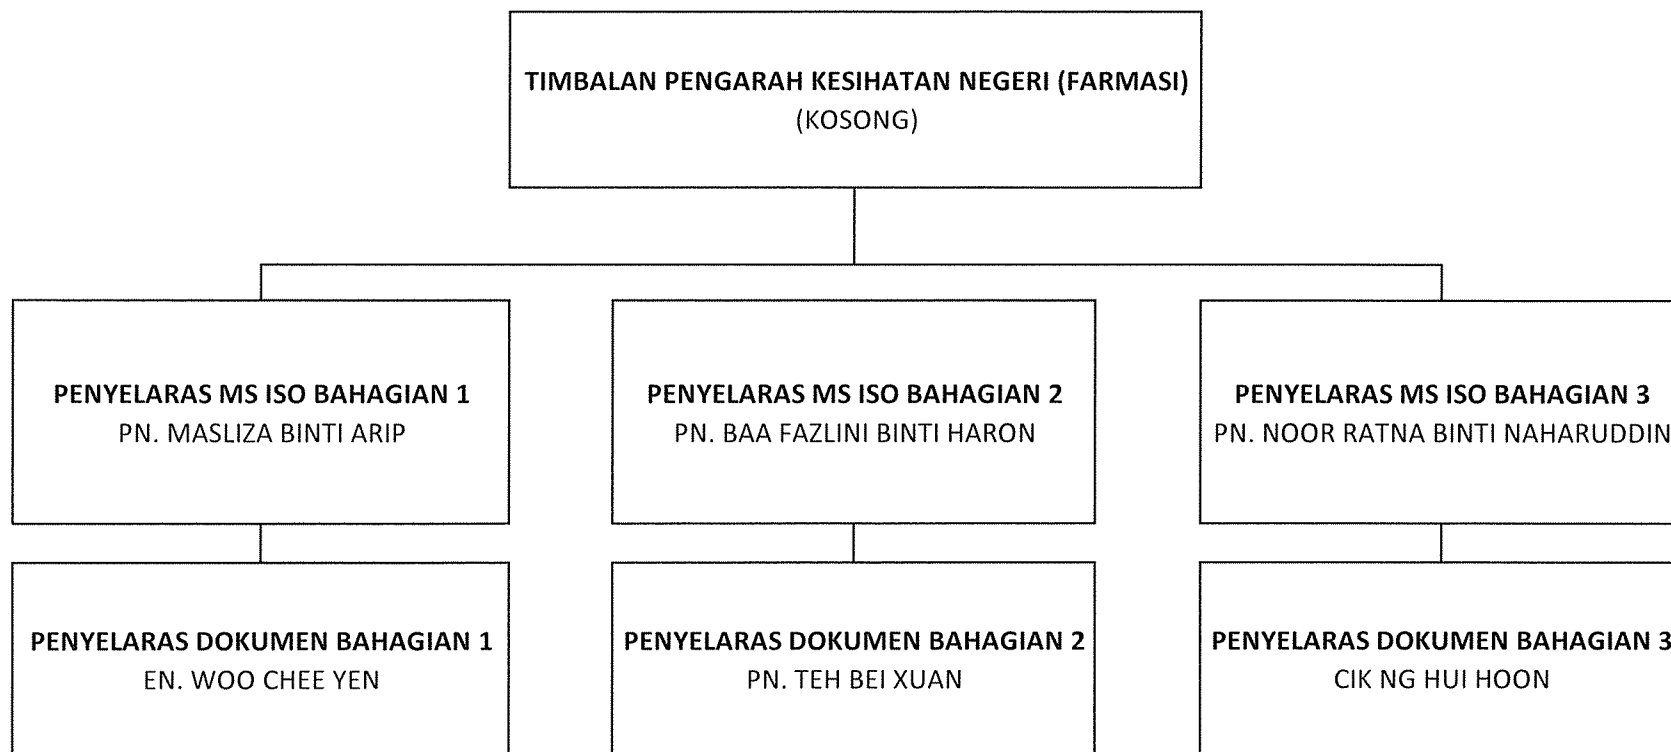 TIMBALAN PENGARAH KESIHATAN NEGERI (FARMASI)
(KOSONG)
PENYELARAS MS ISO BAHAGIAN 1
PN. MASLIZA BINTI ARIP
PENYELARAS MS ISO BAHAGIAN 2
PN. BAA FAZLINI BINTI HARON
PENYELARAS MS ISO BAHAGIAN 3
PN. NOOR RATNA BINTI NAHARUDDIN
PENYELARAS DOKUMEN BAHAGIAN 1
EN. WOO CHEE YEN
PENYELARAS DOKUMEN BAHAGIAN 2
PN. TEH BEI XUAN
PENYELARAS DOKUMEN BAHAGIAN 3
CIK NG HUI HOON